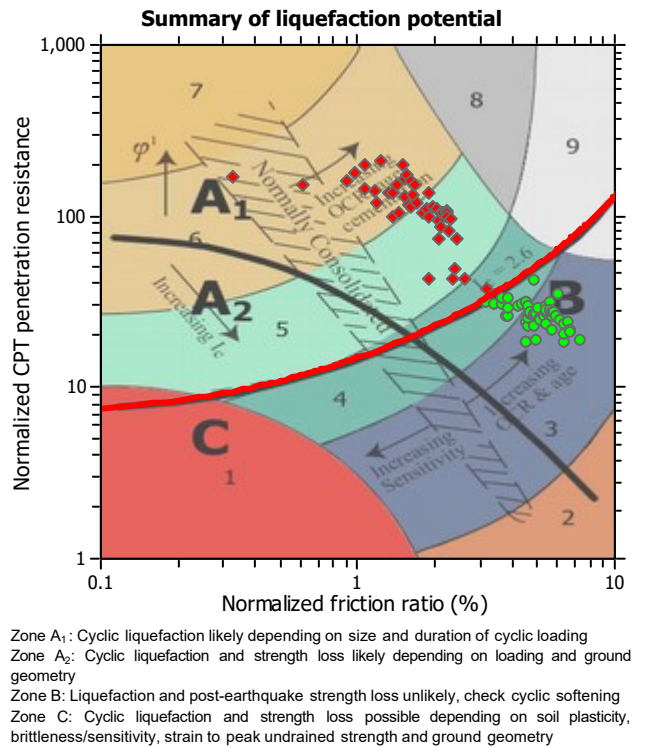 Summary of liquefaction potential
Normalized CPT penetration resistance
1,000
100
10
1
7
8
9
φ'
A1
Normally Consolidated
Increasing
OCR, age
cementation
6
= 2.6
A2
Increasing Ic
5
B
4
Increasing
OCR & age
C
1
Increasing
Sensitivity
3
2
0.1
1
10
Normalized friction ratio (%)
Zone A1: Cyclic liquefaction likely depending on size and duration of cyclic loading
Zone A2: Cyclic liquefaction and strength loss likely depending on loading and ground
geometry
Zone B: Liquefaction and post-earthquake strength loss unlikely, check cyclic softening
Zone C: Cyclic liquefaction and strength loss possible depending on soil plasticity,
brittleness/sensitivity, strain to peak undrained strength and ground geometry